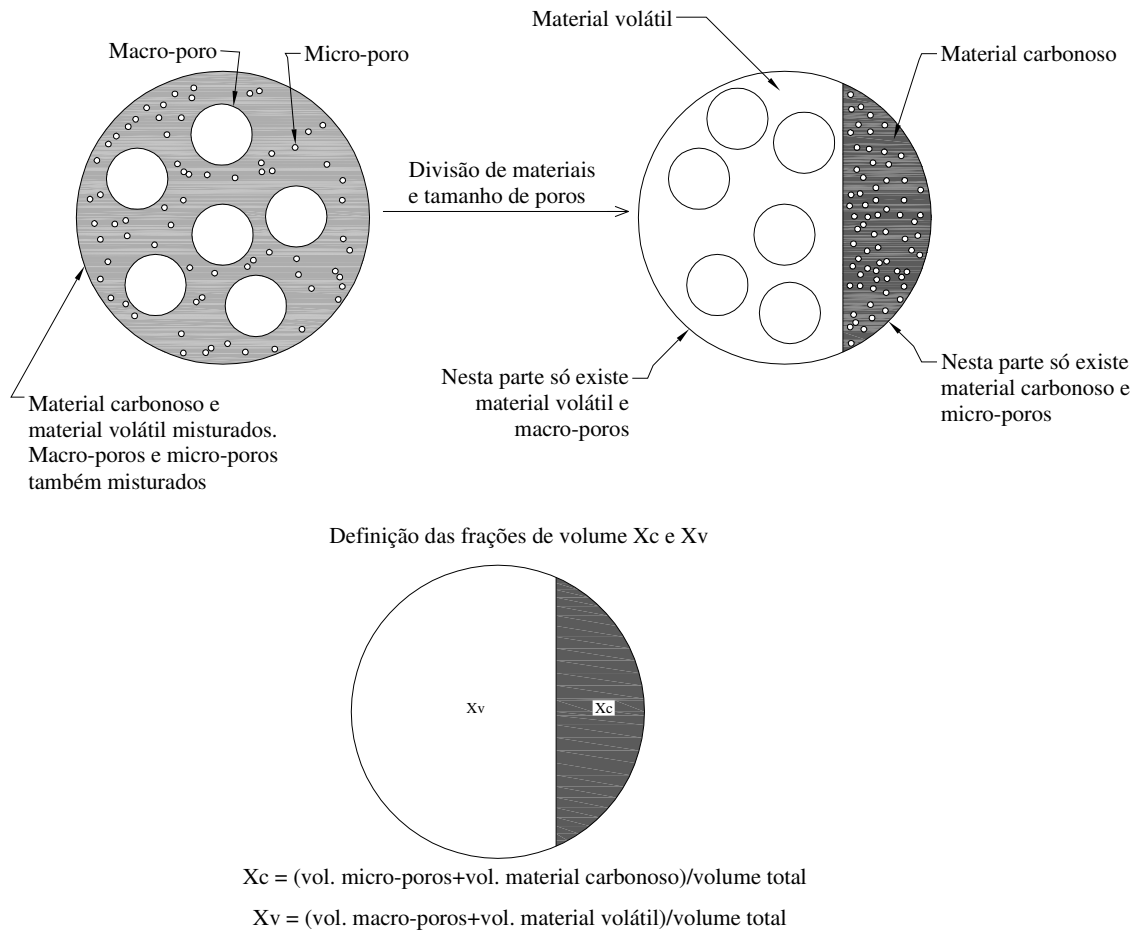 Material volátil
Macro-poro
Micro-poro
Material carbonoso
Divisão de materiais
e tamanho de poros
Material carbonoso e
material volátil misturados.
Macro-poros e micro-poros
também misturados
Nesta parte só existe
material volátil e
macro-poros
Nesta parte só existe
material carbonoso e
micro-poros
Definição das frações de volume Xc e Xv
Xv
Xc
Xc = (vol. micro-poros+vol. material carbonoso)/volume total
Xv = (vol. macro-poros+vol. material volátil)/volume total